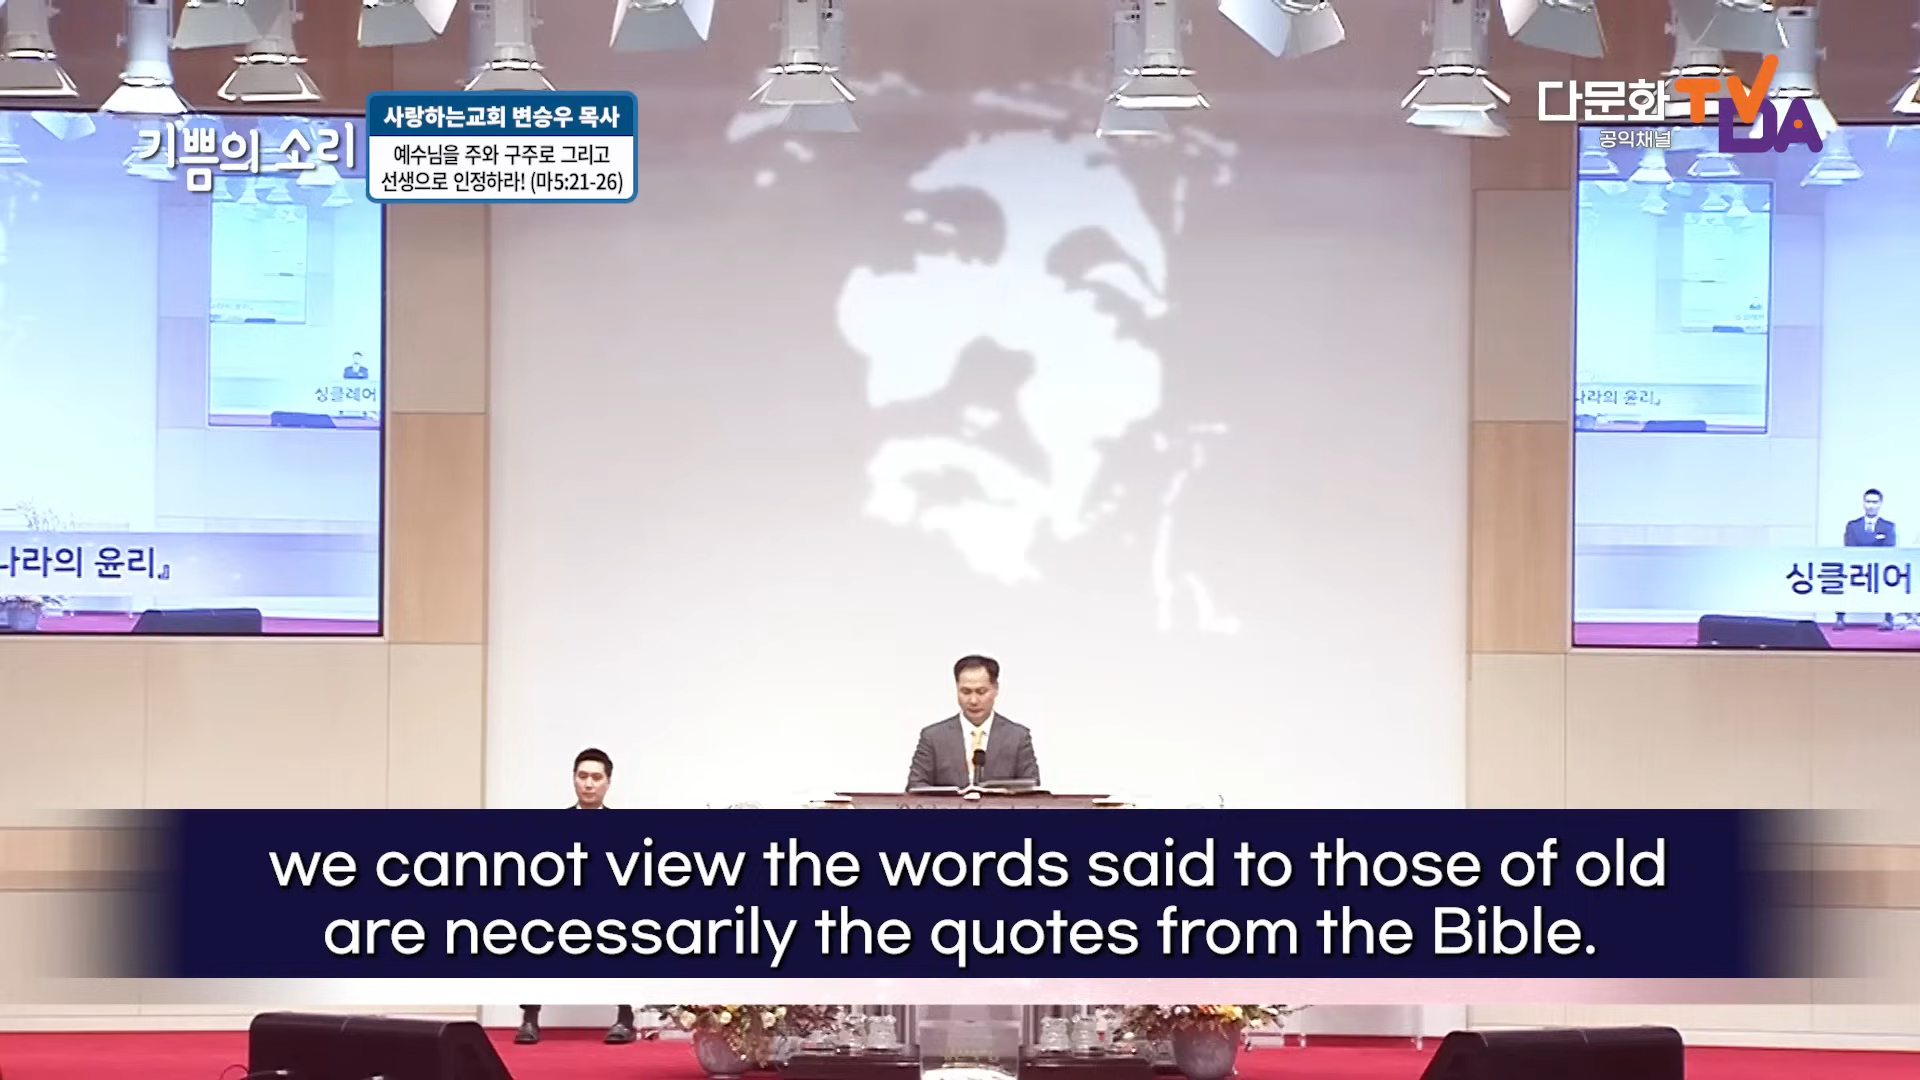 기쁨의 소리
사랑하는교회 변승우 목사
예수님을 주와 구주로 그리고
선생으로 인정하라! (마5:21-26)
다문화 TV
DA
공익채널
싱클레어
나라의 윤리』
나라의 윤리』
싱클레어
we cannot view the words said to those of old
are necessarily the quotes from the Bible.